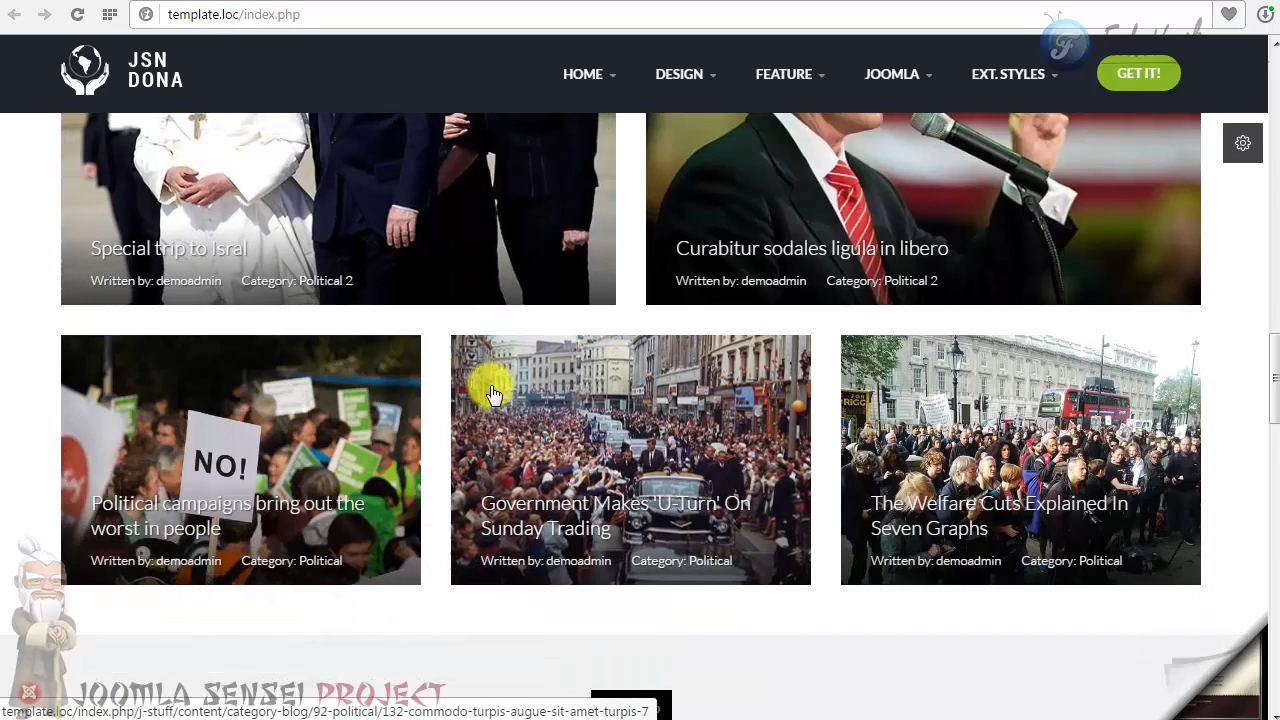 template.loc/index.php
JSN
DONA
HOME
DESIGN
FEATURE
JOOMLA
EXT. STYLES
GET IT!
Special trip to Isral
Written by: demoadmin Category: Political 2
Curabitur sodales ligula in libero
Written by: demoadmin Category: Political 2
NO!
Political campaigns bring out the
worst in people
Written by: demoadmin Category: Political
Government Makes 'U-Turn' On
Sunday Trading
Written by: demoadmin Category: Political
The Welfare Cuts Explained In
Seven Graphs
Written by: demoadmin Category: Political
JOOMLA SENSEI PROJECT
template.loc/index.php/j-stuff/content/category-blog/92-political/132-commodo-turpis-augue-sit-amet-turpis-7